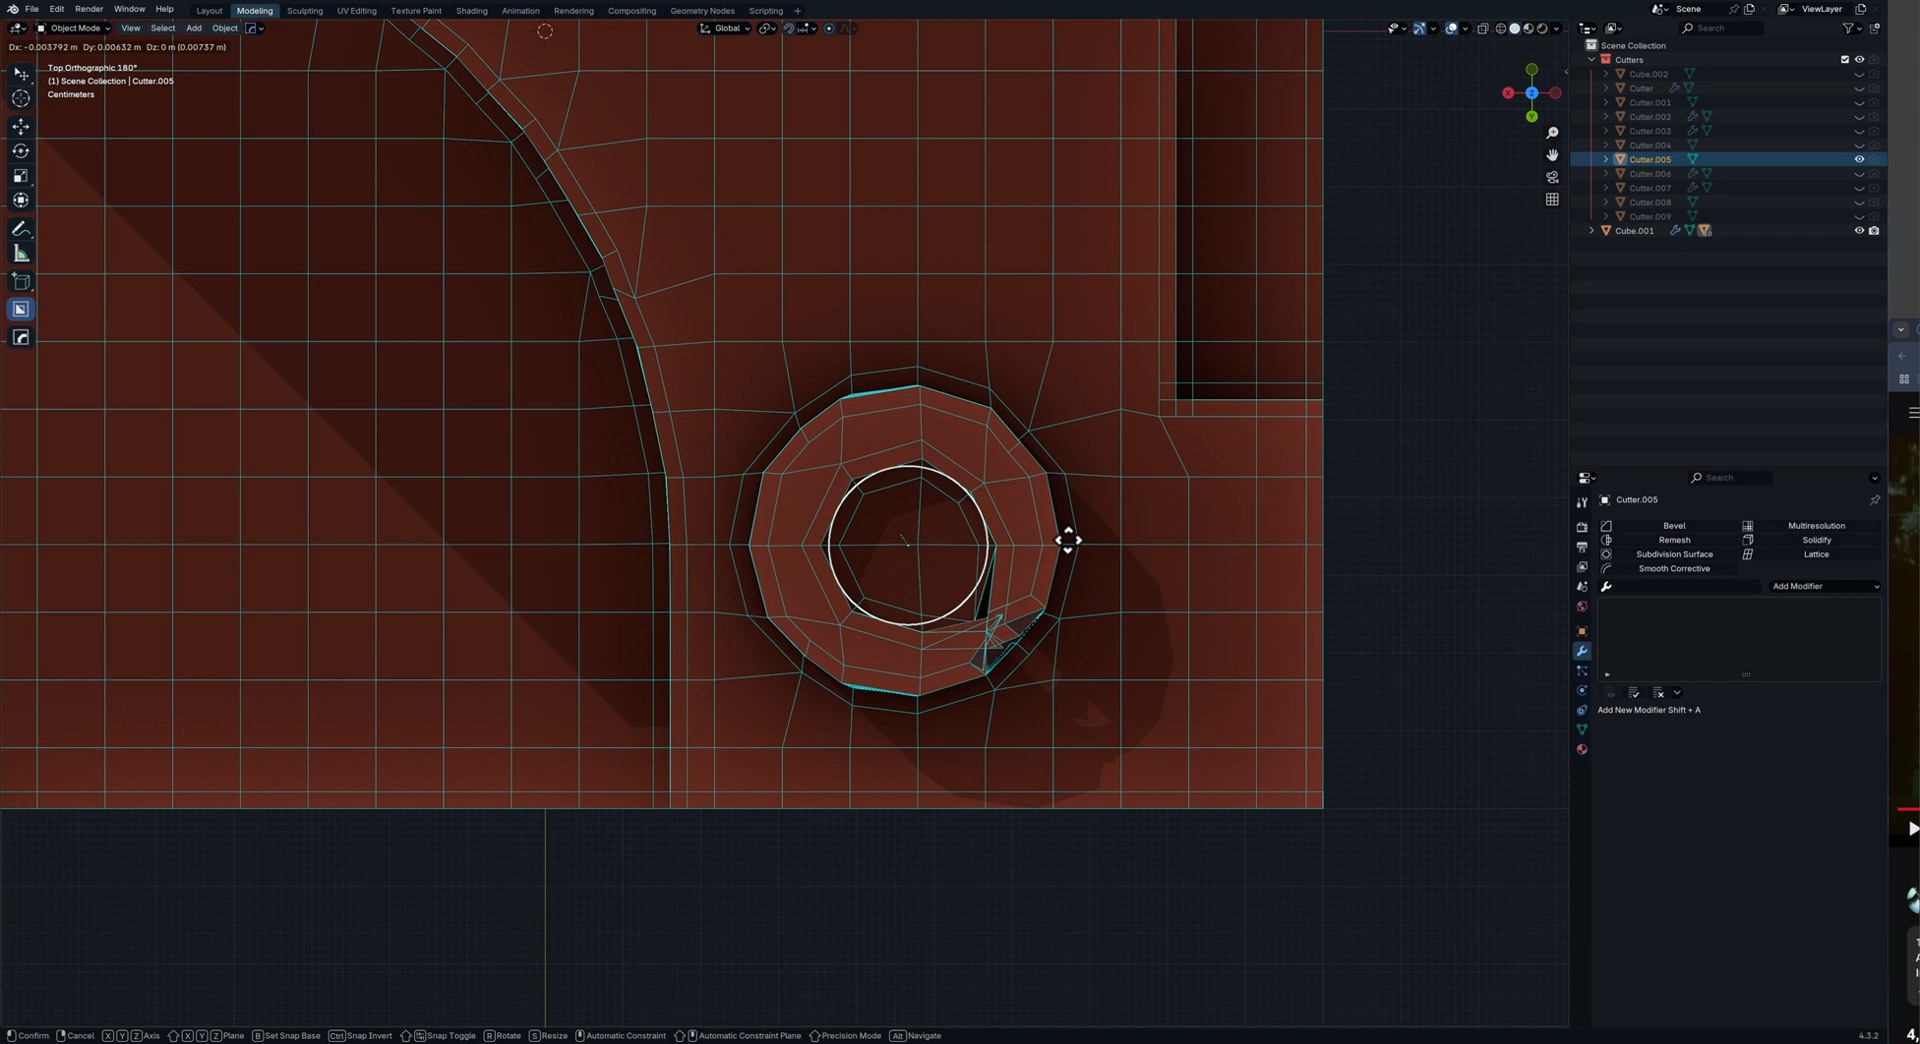 File Edit Render Window Help Layout Modeling Sculpting UV Editing Texture Paint Shading Animation Rendering Compositing Geometry Nodes Scripting + Scene ViewLayer
Object Mode View Select Add Object Global Search
Dx: -0.003792 m Dy: 0.00632 m Dz: 0 m (0.00737 m)
Top Orthographic 180°
(1) Scene Collection | Cutter.005
Centimeters
X Z Y
Scene Collection
Cutters
Cube.002
Cutter
Cutter.001
Cutter.002
Cutter.003
Cutter.004
Cutter.005
Cutter.006
Cutter.007
Cutter.008
Cutter.009
Cube.001
Search
Cutter.005
Bevel Multiresolution
Remesh Solidify
Subdivision Surface Lattice
Smooth Corrective
Add Modifier
Add New Modifier Shift + A
Confirm Cancel X Y Z Axis X Y Z Plane B Set Snap Base Ctrl Snap Invert Snap Toggle R Rotate S Resize Automatic Constraint Automatic Constraint Plane Precision Mode Alt Navigate 4.3.2